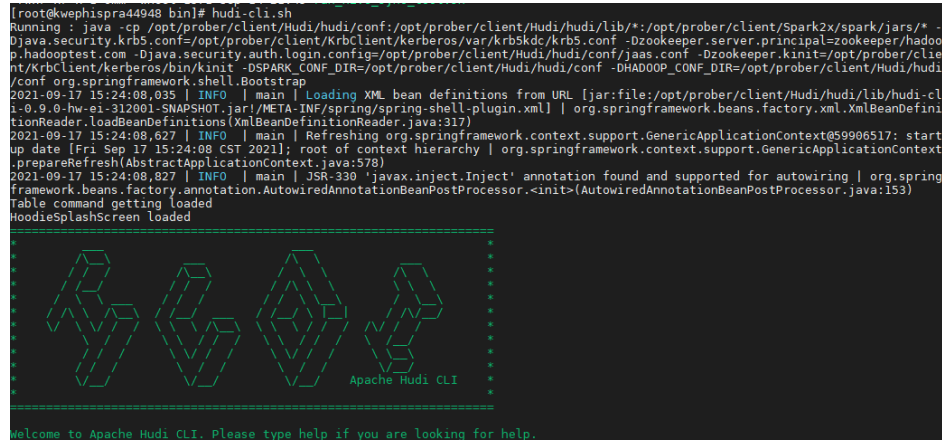 [root@kwephispra44948 bin]# hudi-cli.sh
Running : java -cp /opt/prober/client/Hudi/hudi/conf:/opt/prober/client/Hudi/hudi/lib/*:/opt/prober/client/Spark2x/spark/jars/* -
Djava.security.krb5.conf=/opt/prober/client/KrbClient/kerberos/var/krb5kdc/krb5.conf -Dzookeeper.server.principal=zookeeper/hadoo
p.hadooptest.com -Djava.security.auth.login.config=/opt/prober/client/Hudi/hudi/conf/jaas.conf -Dzookeeper.kinit=/opt/prober/clie
nt/KrbClient/kerberos/bin/kinit -DSPARK_CONF_DIR=/opt/prober/client/Hudi/hudi/conf -DHADOOP_CONF_DIR=/opt/prober/client/Hudi/hudi
/conf org.springframework.shell.Bootstrap
2021-09-17 15:24:08,035 | INFO  | main | Loading XML bean definitions from URL [jar:file:/opt/prober/client/Hudi/hudi/lib/hudi-cl
i-0.9.0-hw-ei-312001-SNAPSHOT.jar!/META-INF/spring/spring-shell-plugin.xml] | org.springframework.beans.factory.xml.XmlBeanDefini
tionReader.loadBeanDefinitions(XmlBeanDefinitionReader.java:317)
2021-09-17 15:24:08,627 | INFO  | main | Refreshing org.springframework.context.support.GenericApplicationContext@59906517: start
up date [Fri Sep 17 15:24:08 CST 2021]; root of context hierarchy | org.springframework.context.support.GenericApplicationContext
.prepareRefresh(AbstractApplicationContext.java:578)
2021-09-17 15:24:08,827 | INFO  | main | JSR-330 'javax.inject.Inject' annotation found and supported for autowiring | org.spring
framework.beans.factory.annotation.AutowiredAnnotationBeanPostProcessor.<init>(AutowiredAnnotationBeanPostProcessor.java:153)
Table command getting loaded
HoodieSplashScreen loaded
Apache Hudi CLI
Welcome to Apache Hudi CLI. Please type help if you are looking for help.